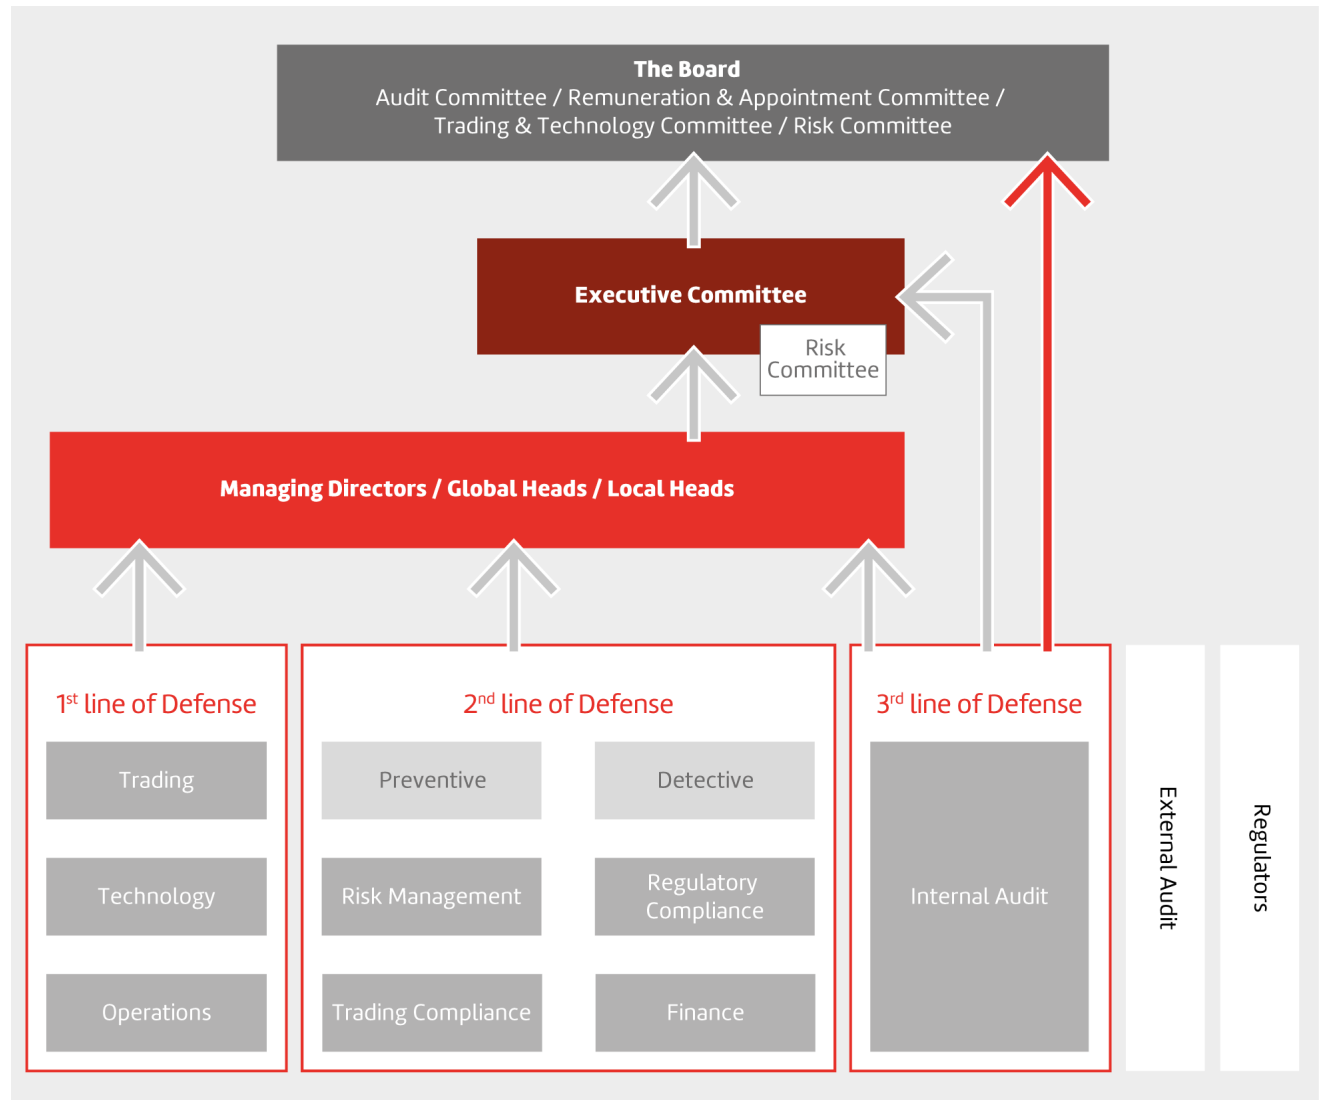 The Board
Audit Committee / Remuneration & Appointment Committee /
Trading & Technology Committee / Risk Committee
Executive Committee
Risk
Committee
Managing Directors / Global Heads / Local Heads
1st line of Defense
Trading
Technology
Operations
2nd line of Defense
Preventive
Detective
Risk Management
Regulatory
Compliance
Trading Compliance
Finance
3rd line of Defense
Internal Audit
External Audit
Regulators